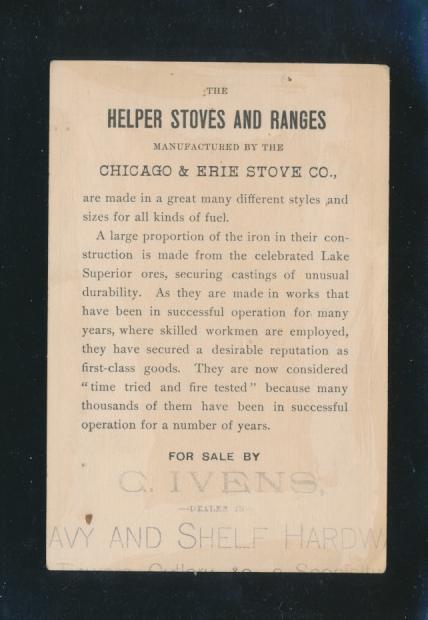 THE
HELPER STOVES AND RANGES
MANUFACTURED BY THE
CHICAGO & ERIE STOVE CO.,
are made in a great many different styles and
sizes for all kinds of fuel.
A large proportion of the iron in their con-
struction is made from the celebrated Lake
Superior ores, securing castings of unusual
durability. As they are made in works that
have been in successful operation for many
years, where skilled workmen are employed,
they have secured a desirable reputation as
first-class goods. They are now considered
"time tried and fire tested" because many
thousands of them have been in successful
operation for a number of years.
FOR SALE BY
C. IVENS,
—DEALER IN—
AVY AND SHELF HARDWA
Cutlery &c. a